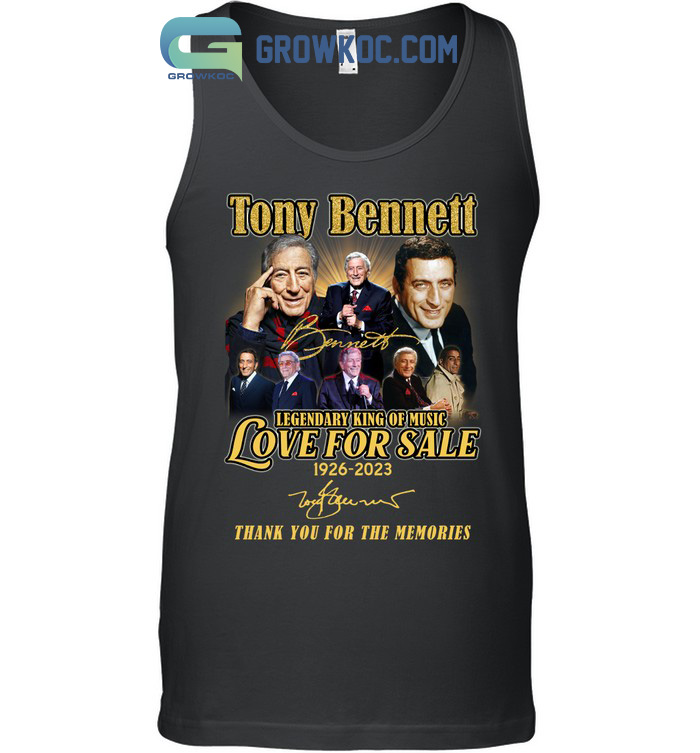 GROWKOC
GROWKOC.COM
Tony Bennett
Bennett
LEGENDARY KING OF MUSIC
LOVE FOR SALE
1926-2023
THANK YOU FOR THE MEMORIES